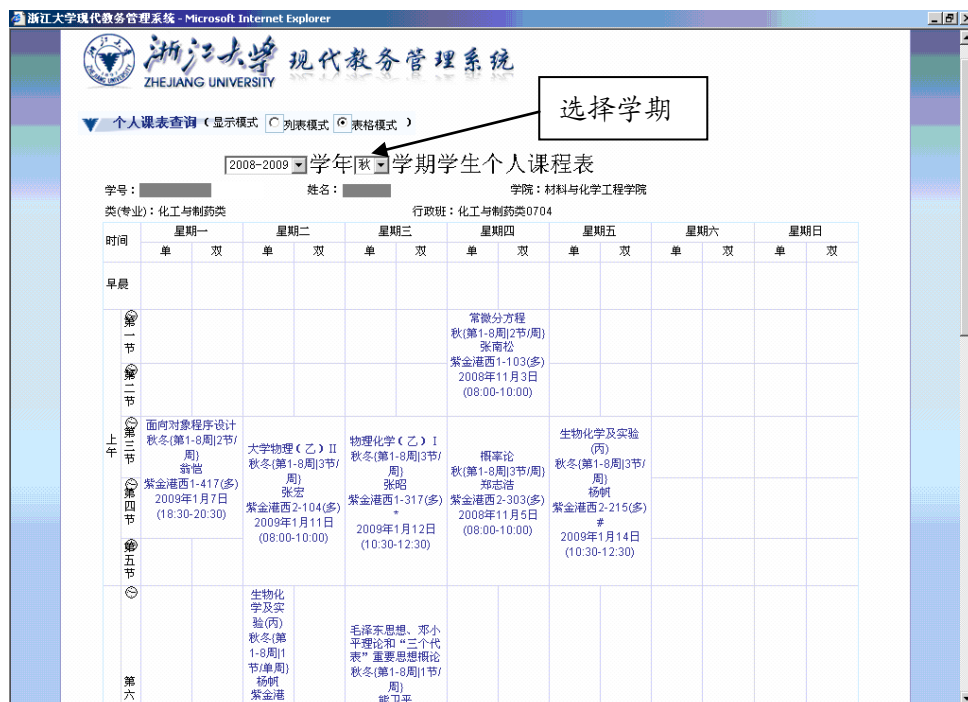 浙江大学现代教务管理系统 - Microsoft Internet Explorer
浙江大学 现代教务管理系统
ZHEJIANG UNIVERSITY
选择学期
个人课表查询 ( 显示模式 列表模式 表格模式 )
2008-2009 学年 秋 学期学生个人课程表
学号： 姓名： 学院：材料与化学工程学院
类(专业)：化工与制药类 行政班：化工与制药类0704
时间 星期一 星期二 星期三 星期四 星期五 星期六 星期日
单 双 单 双 单 双 单 双 单 双 单 双 单 双
早晨
上午
第一节
常微分方程
秋{第1-8周|2节/周}
张南松
紫金港西1-103(多)
2008年11月3日
(08:00-10:00)
第二节
第三节
面向对象程序设计
秋冬{第1-8周|2节/
周}
翁恺
紫金港西1-417(多)
2009年1月7日
(18:30-20:30)
大学物理（乙）II
秋冬{第1-8周|3节/
周}
张宏
紫金港西2-104(多)
2009年1月11日
(08:00-10:00)
物理化学（乙）I
秋冬{第1-8周|3节/
周}
张昭
紫金港西1-317(多)
*
2009年1月12日
(10:30-12:30)
概率论
秋{第1-8周|3节/周}
郑志浩
紫金港西2-303(多)
2008年11月5日
(08:00-10:00)
生物化学及实验
(丙)
秋冬{第1-8周|3节/
周}
杨帆
紫金港西2-215(多)
#
2009年1月14日
(10:30-12:30)
第四节
第五节
第六
生物化
学及实
验(丙)
秋冬{第
1-8周|1
节/单周}
杨帆
紫金港
毛泽东思想、邓小
平理论和“三个代
表”重要思想概论
秋冬{第1-8周|1节/
周}